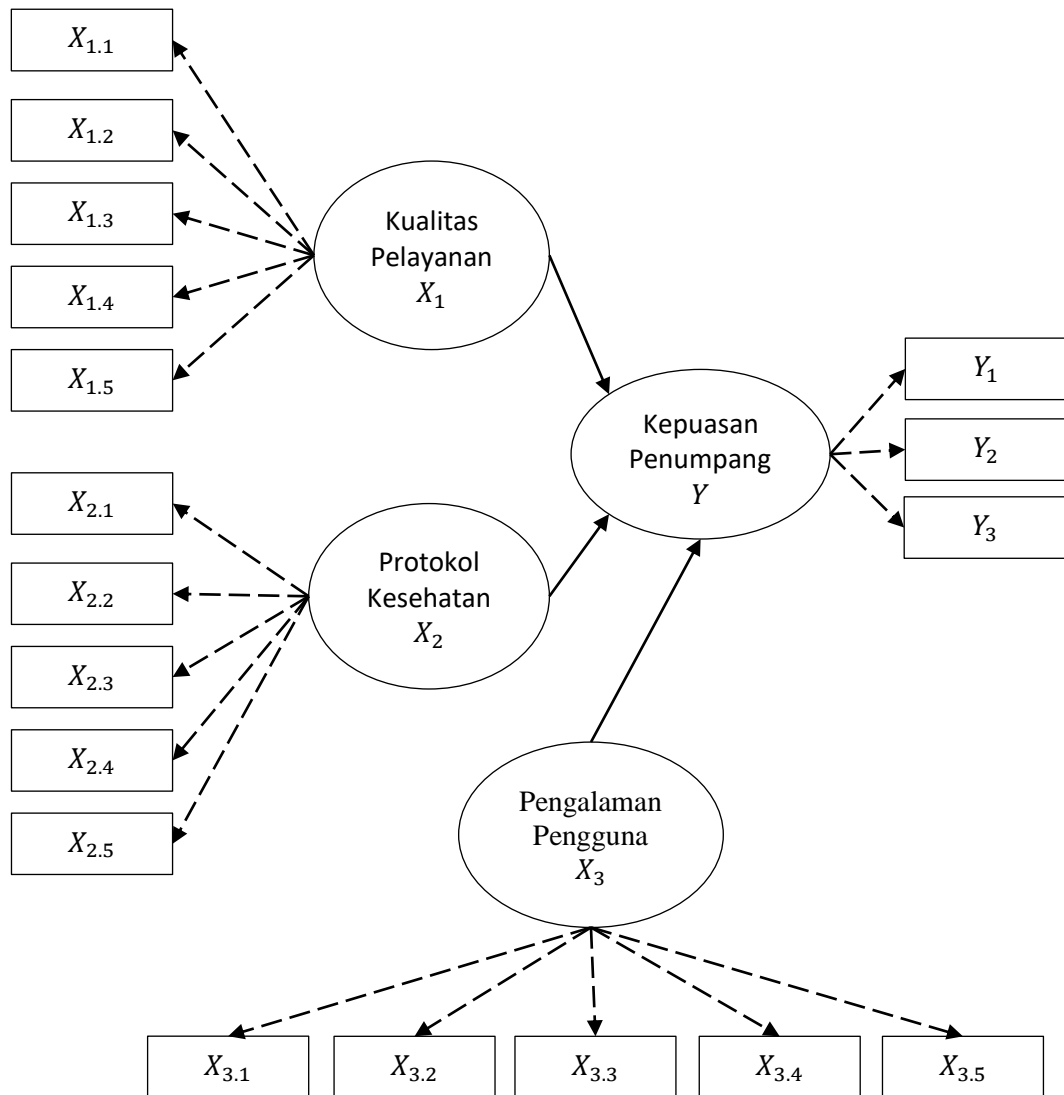 X₁.₁
X₁.₂
X₁.₃
X₁.₄
X₁.₅
Kualitas
Pelayanan
X₁
Kepuasan
Penumpang
Y
Y₁
Y₂
Y₃
X₂.₁
X₂.₂
X₂.₃
X₂.₄
X₂.₅
Protokol
Kesehatan
X₂
Pengalaman
Pengguna
X₃
X₃.₁
X₃.₂
X₃.₃
X₃.₄
X₃.₅